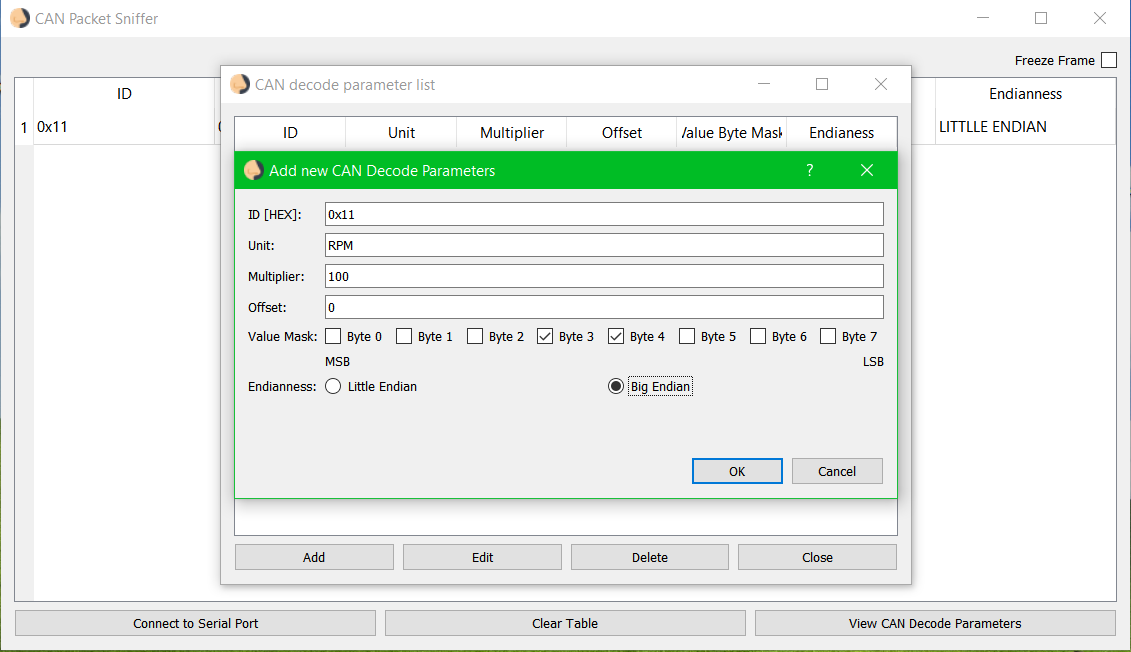 CAN Packet Sniffer
Freeze Frame
ID Endianness
1 0x11 LITTLLE ENDIAN
CAN decode parameter list
ID Unit Multiplier Offset Value Byte Mask Endianess
Add new CAN Decode Parameters ?
ID [HEX]: 0x11
Unit: RPM
Multiplier: 100
Offset: 0
Value Mask: Byte 0 Byte 1 Byte 2 Byte 3 Byte 4 Byte 5 Byte 6 Byte 7
MSB LSB
Endianness: Little Endian Big Endian
OK Cancel
Add Edit Delete Close
Connect to Serial Port Clear Table View CAN Decode Parameters